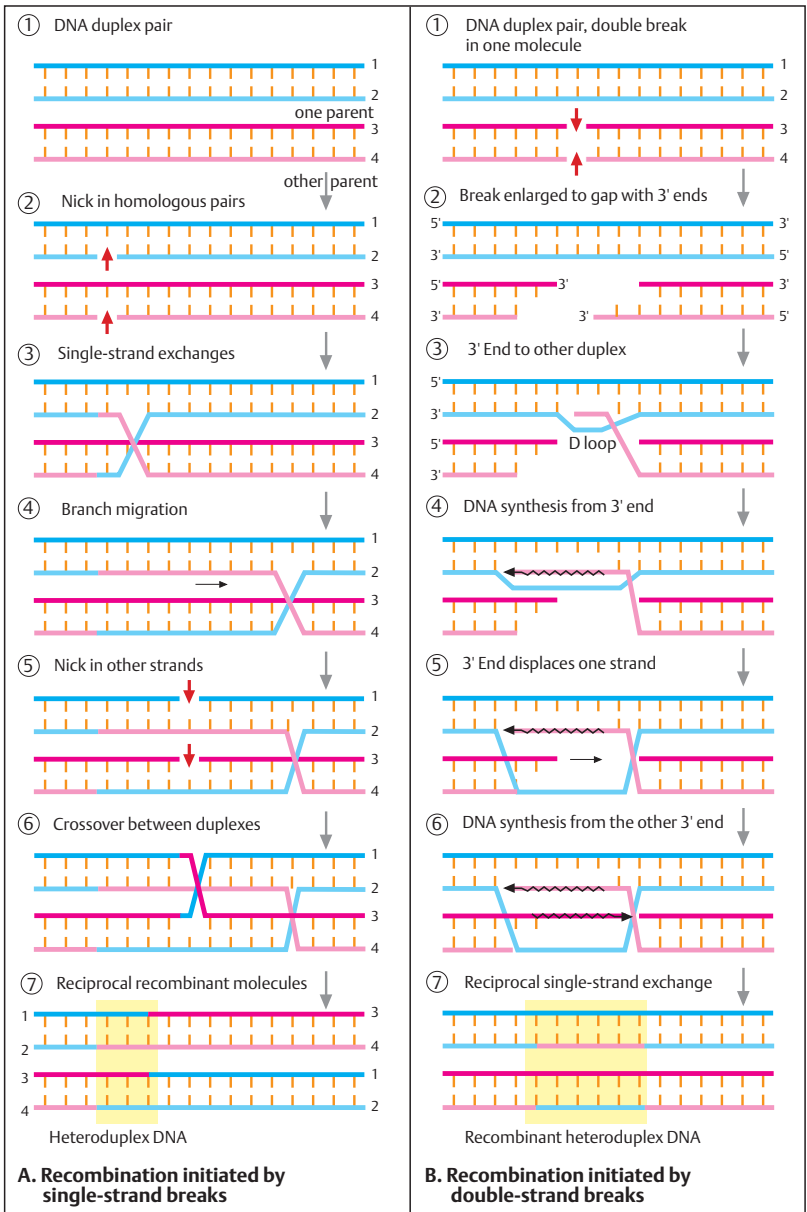 ① DNA duplex pair
1
2
one parent
3
4
other parent
② Nick in homologous pairs
1
2
3
4
③ Single-strand exchanges
1
2
3
4
④ Branch migration
1
2
3
4
⑤ Nick in other strands
1
2
3
4
⑥ Crossover between duplexes
1
2
3
4
⑦ Reciprocal recombinant molecules
1 3
2 4
3 1
4 2
Heteroduplex DNA
A. Recombination initiated by
single-strand breaks
① DNA duplex pair, double break
in one molecule
1
2
3
4
② Break enlarged to gap with 3' ends
5' 3'
3' 5'
5' 3' 3'
3' 3' 5'
③ 3' End to other duplex
5'
3'
5' D loop
3'
④ DNA synthesis from 3' end
⑤ 3' End displaces one strand
⑥ DNA synthesis from the other 3' end
⑦ Reciprocal single-strand exchange
Recombinant heteroduplex DNA
B. Recombination initiated by
double-strand breaks